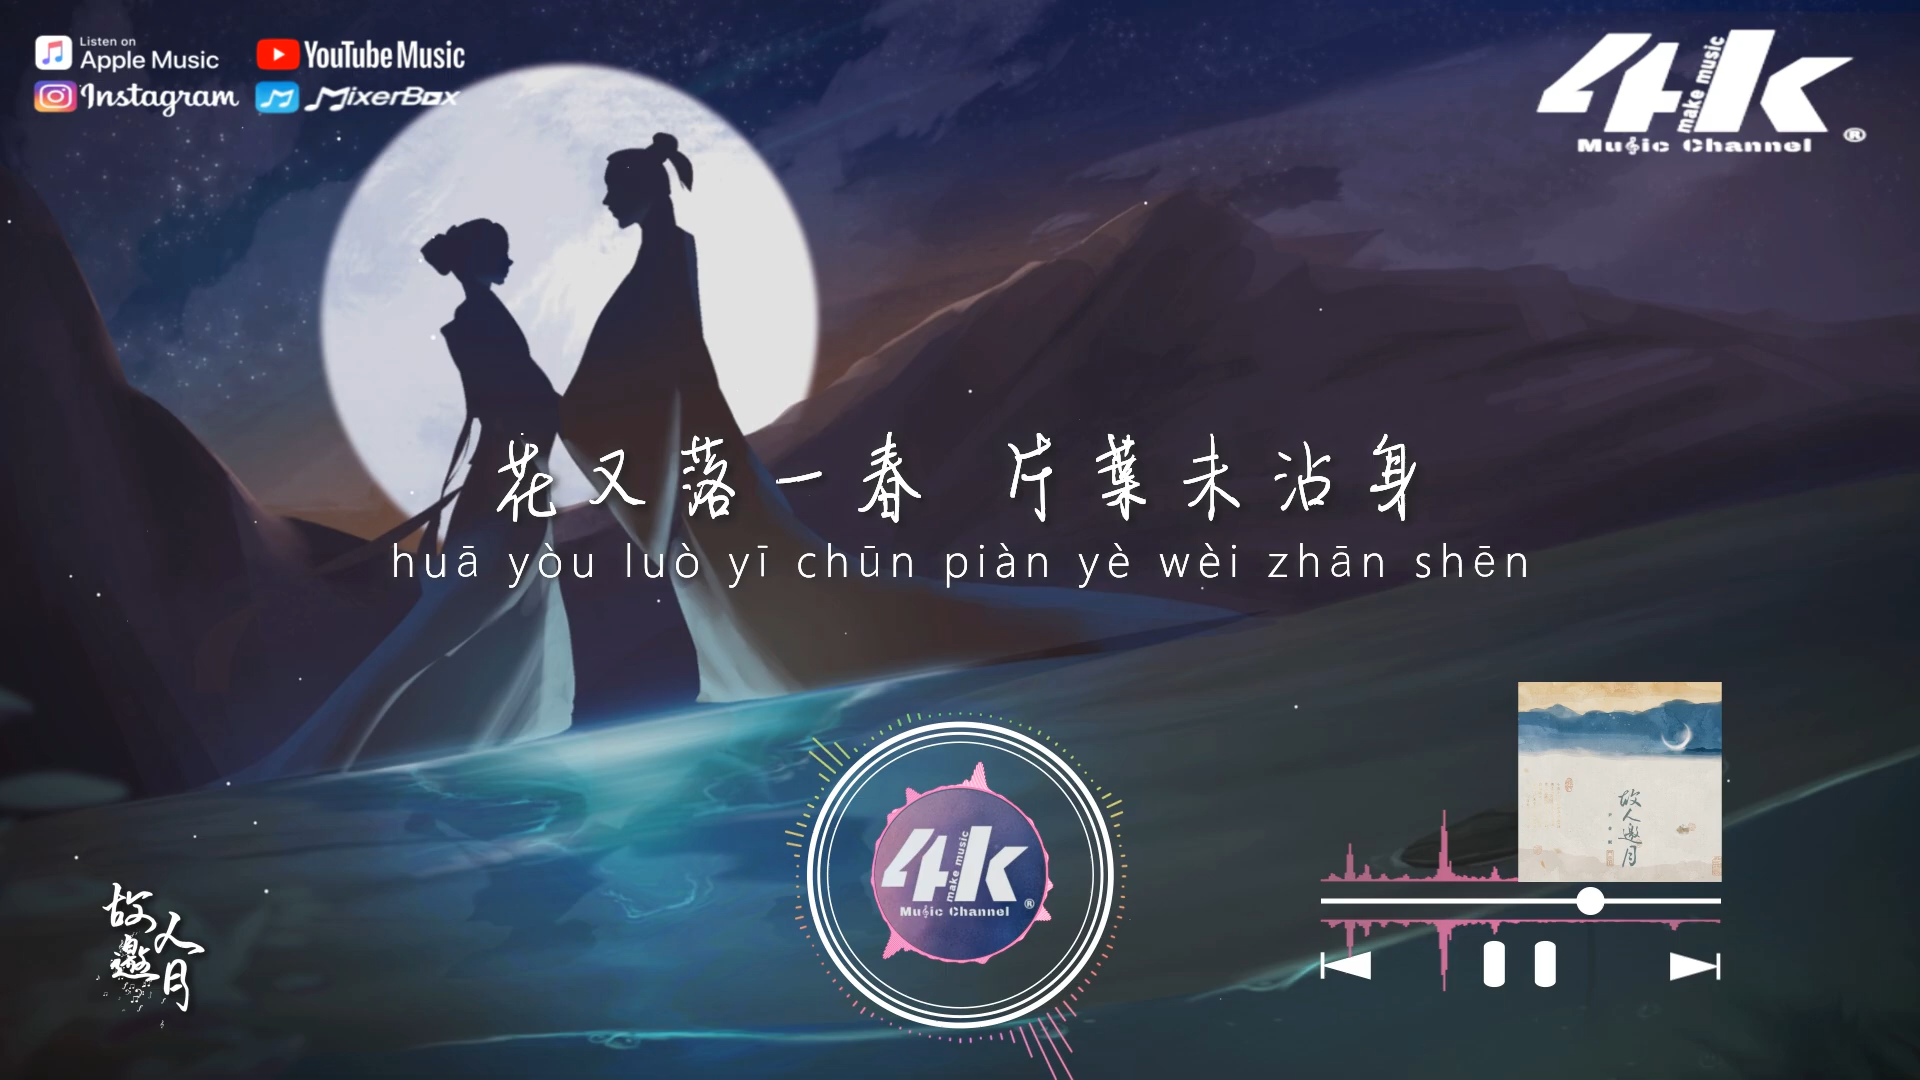 Listen on
Apple Music
YouTube Music
Instagram
MixerBox
4k
make music
Music Channel ®
花又落一春 片葉未沾身
huā yòu luò yī chūn piàn yè wèi zhān shēn
4k
make music
Music Channel ®
故人邀月
故人邀月